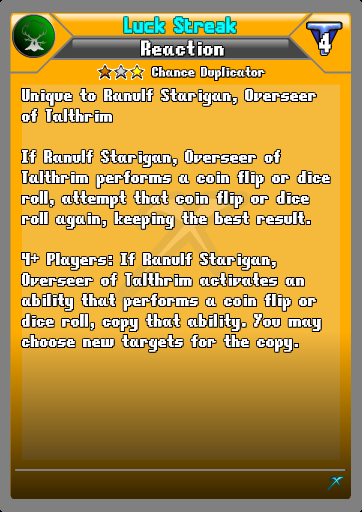 Luck Streak
4
Reaction
Chance Duplicator
Unique to Ranulf Starigan, Overseer
of Talthrim
If Ranulf Starigan, Overseer of
Talthrim performs a coin flip or dice
roll, attempt that coin flip or dice
roll again, keeping the best result.
4+ Players: If Ranulf Starigan,
Overseer of Talthrim activates an
ability that performs a coin flip or
dice roll, copy that ability. You may
choose new targets for the copy.